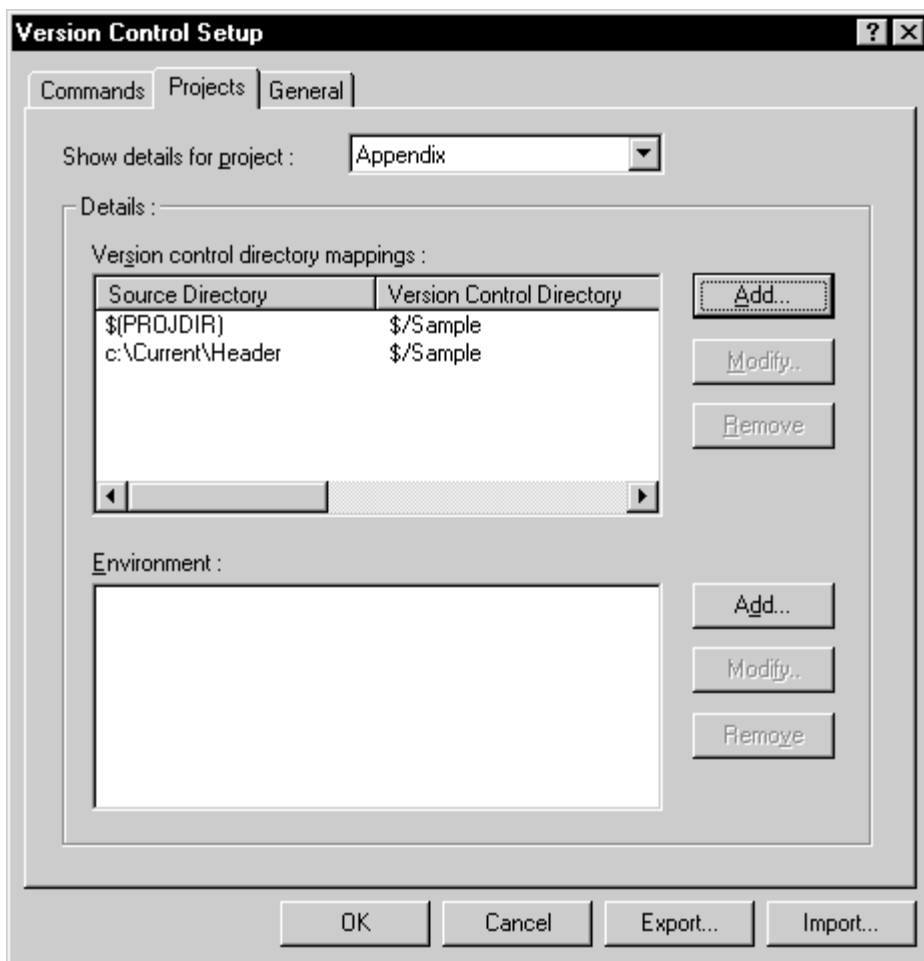 Version Control Setup
Commands Projects General
Show details for project : Appendix
Details :
Version control directory mappings :
Source Directory Version Control Directory
$(PROJDIR) $/Sample
c:\Current\Header $/Sample
Add...
Modify..
Remove
Environment :
Add...
Modify..
Remove
OK Cancel Export... Import...